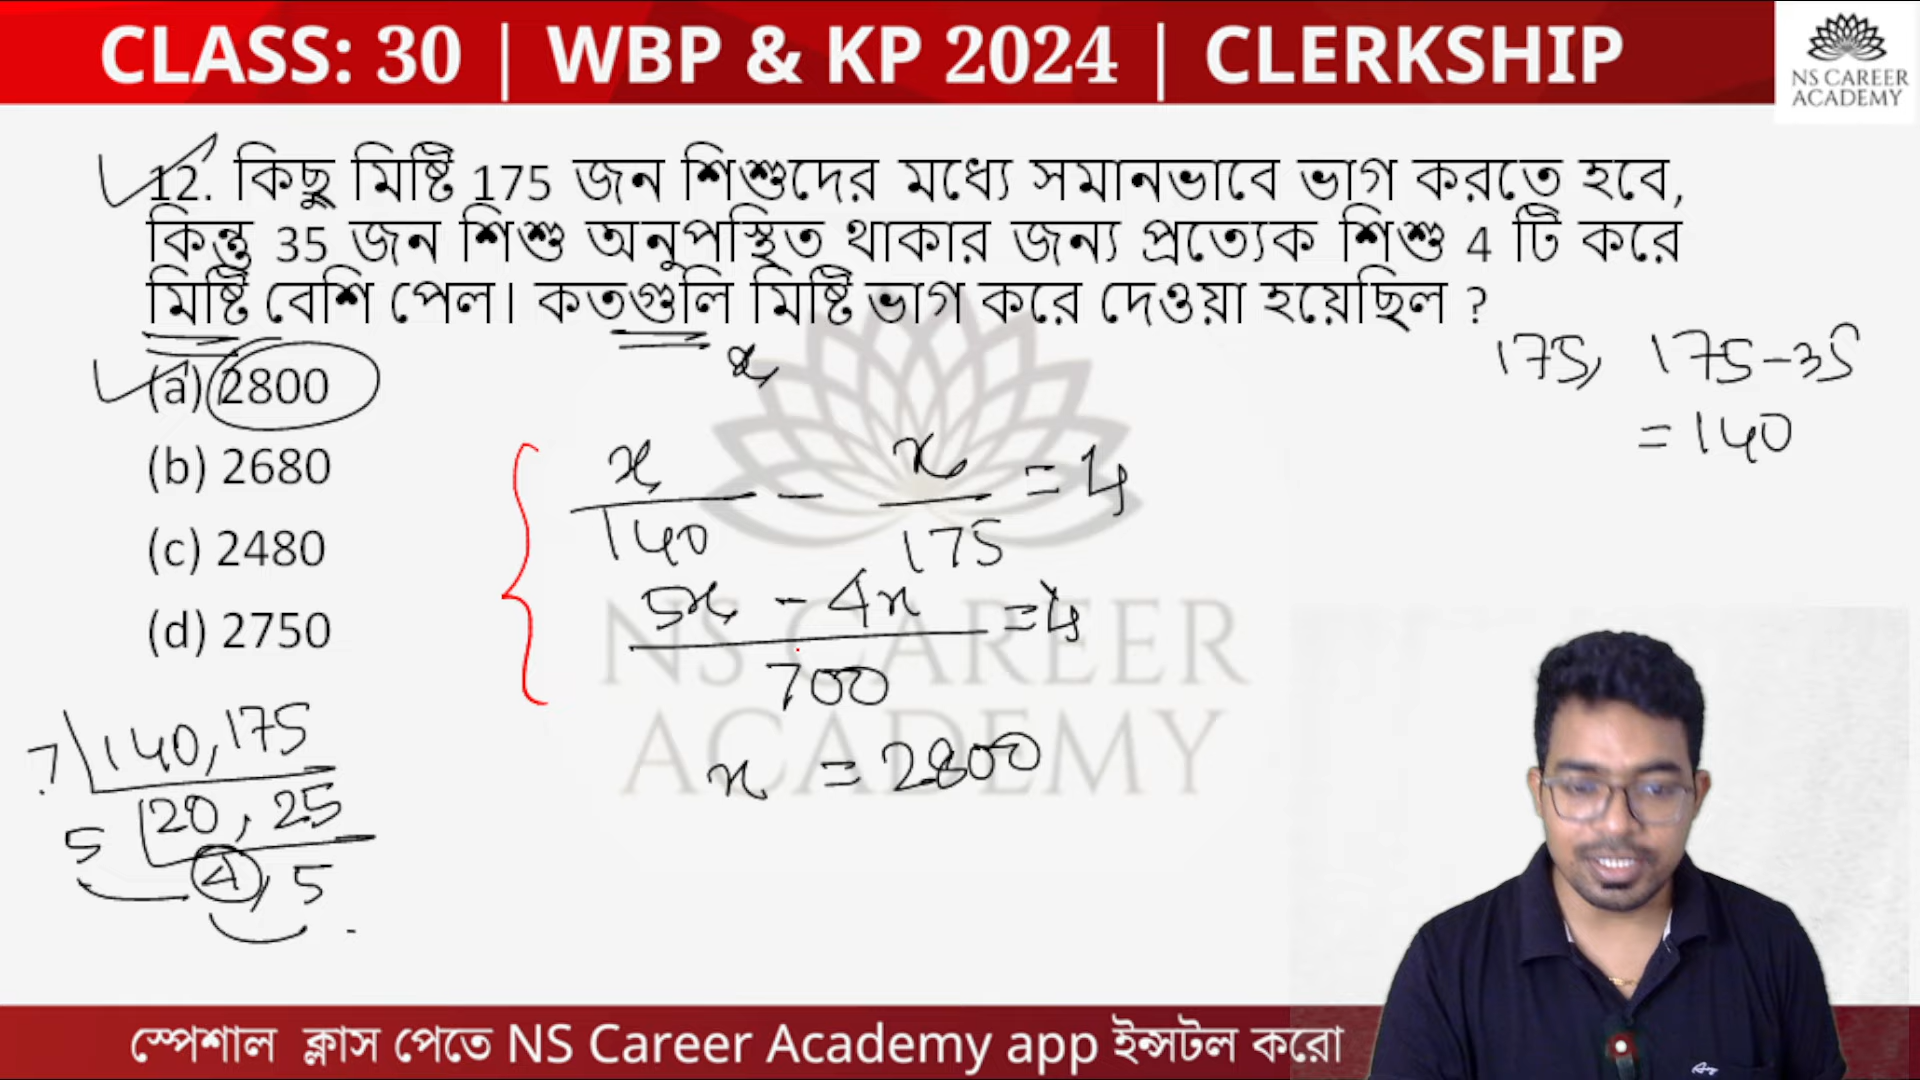 CLASS: 30 | WBP & KP 2024 | CLERKSHIP
NS CAREER
ACADEMY
12. কিছু মিষ্টি 175 জন শিশুদের মধ্যে সমানভাবে ভাগ করতে হবে,
কিন্তু 35 জন শিশু অনুপস্থিত থাকার জন্য প্রত্যেক শিশু 4 টি করে
মিষ্টি বেশি পেল। কতগুলি মিষ্টি ভাগ করে দেওয়া হয়েছিল ?
x
175, 175-35
= 140
(a) 2800
(b) 2680
(c) 2480
(d) 2750
x/140 - x/175 = 4
5x - 4x/700 = 4
x = 2800
7 140, 175
5 20, 25
4, 5
NS CAREER
ACADEMY
স্পেশাল ক্লাস পেতে NS Career Academy app ইন্সটল করো